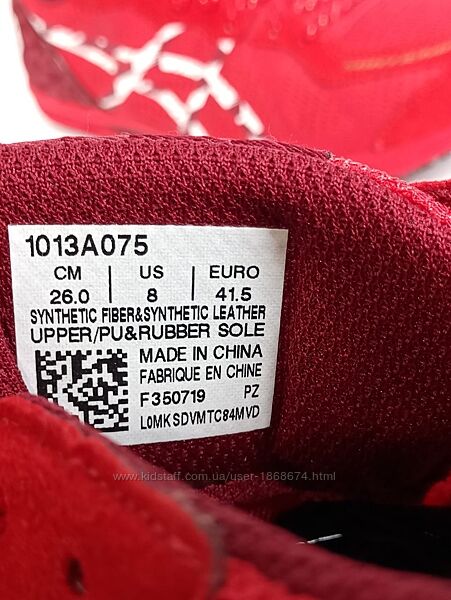 1013A075
CM | US | EURO
26.0 | 8 | 41.5
SYNTHETIC FIBER&SYNTHETIC LEATHER
UPPER/PU&RUBBER SOLE
MADE IN CHINA
FABRIQUE EN CHINE
F350719 PZ
L0MKSDVMTC84MVD
www.kidstaff.com.ua/user-1868674.html